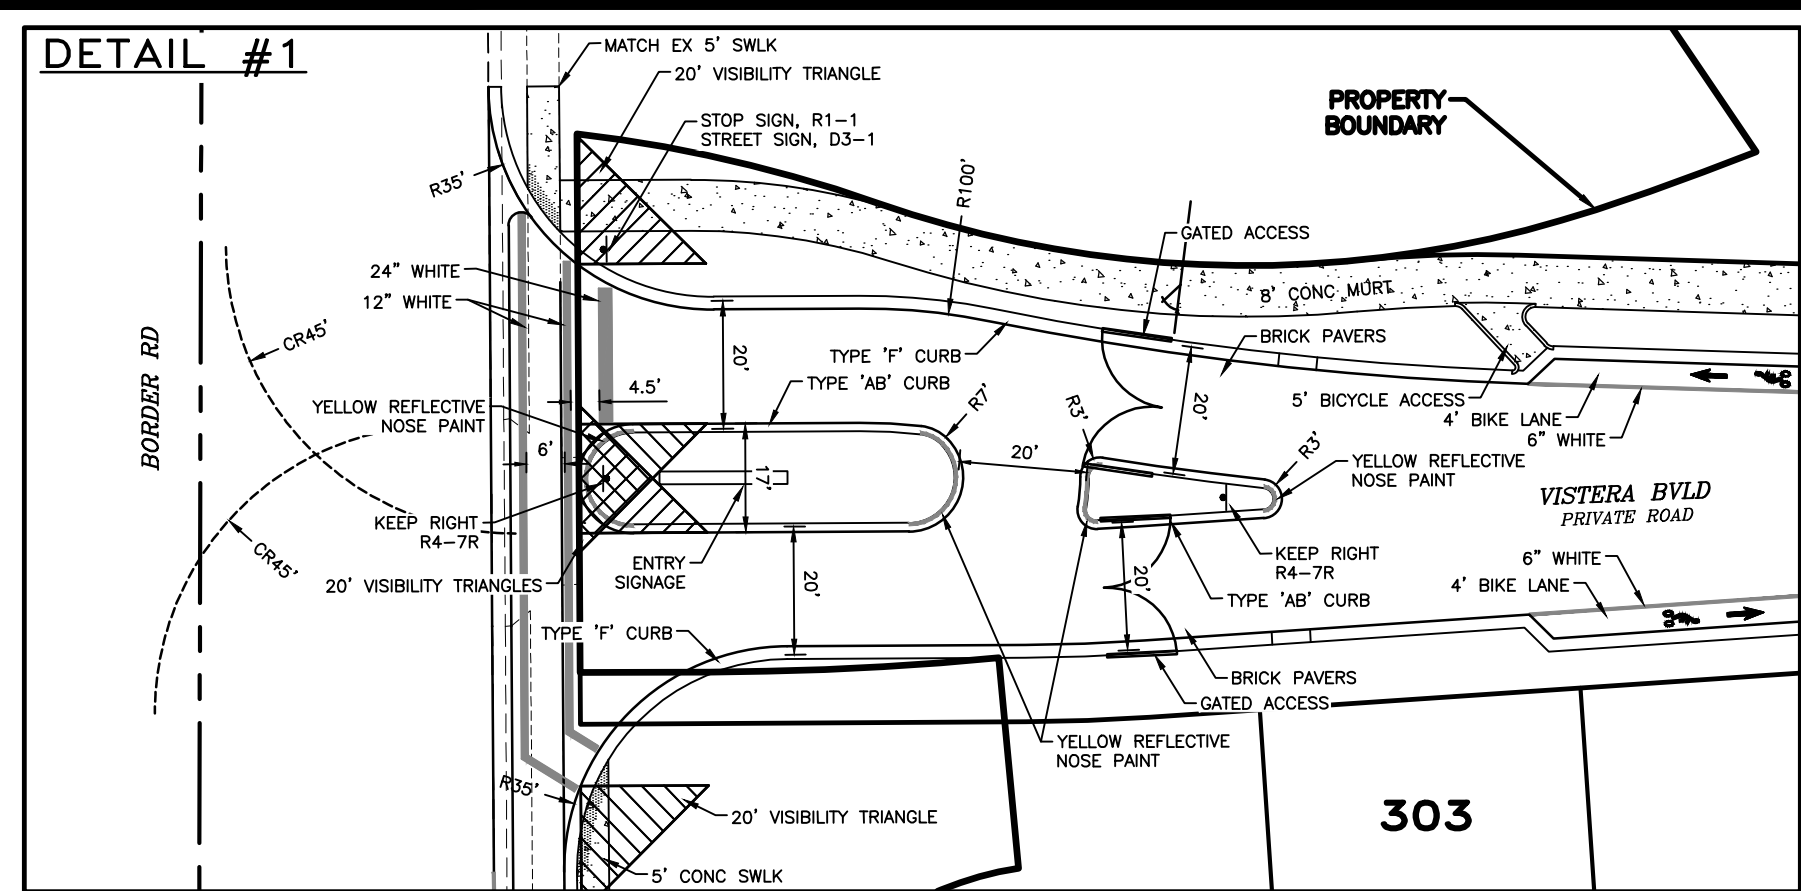 DETAIL #1
MATCH EX 5' SWLK
20' VISIBILITY TRIANGLE
STOP SIGN, R1-1
STREET SIGN, D3-1
PROPERTY
BOUNDARY
R35'
R100'
GATED ACCESS
24" WHITE
12" WHITE
8' CONC MURT
BORDER RD
CR45'
20'
TYPE 'F' CURB
BRICK PAVERS
4.5'
TYPE 'AB' CURB
YELLOW REFLECTIVE
NOSE PAINT
R7'
R3'
20'
5' BICYCLE ACCESS
4' BIKE LANE
6" WHITE
6'
17'
20'
R3'
YELLOW REFLECTIVE
NOSE PAINT
VISTERA BVLD
PRIVATE ROAD
KEEP RIGHT
R4-7R
CR45'
20' VISIBILITY TRIANGLES
ENTRY
SIGNAGE
20'
20'
KEEP RIGHT
R4-7R
TYPE 'AB' CURB
6" WHITE
4' BIKE LANE
TYPE 'F' CURB
BRICK PAVERS
GATED ACCESS
YELLOW REFLECTIVE
NOSE PAINT
R35'
20' VISIBILITY TRIANGLE
303
5' CONC SWLK